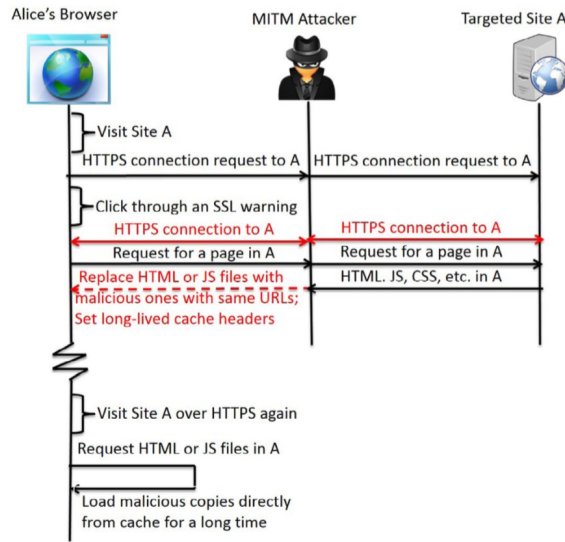 Alice's Browser
MITM Attacker
Targeted Site A
Visit Site A
HTTPS connection request to A
HTTPS connection request to A
Click through an SSL warning
HTTPS connection to A
HTTPS connection to A
Request for a page in A
Request for a page in A
Replace HTML or JS files with
malicious ones with same URLs;
Set long-lived cache headers
HTML. JS, CSS, etc. in A
Visit Site A over HTTPS again
Request HTML or JS files in A
Load malicious copies directly
from cache for a long time